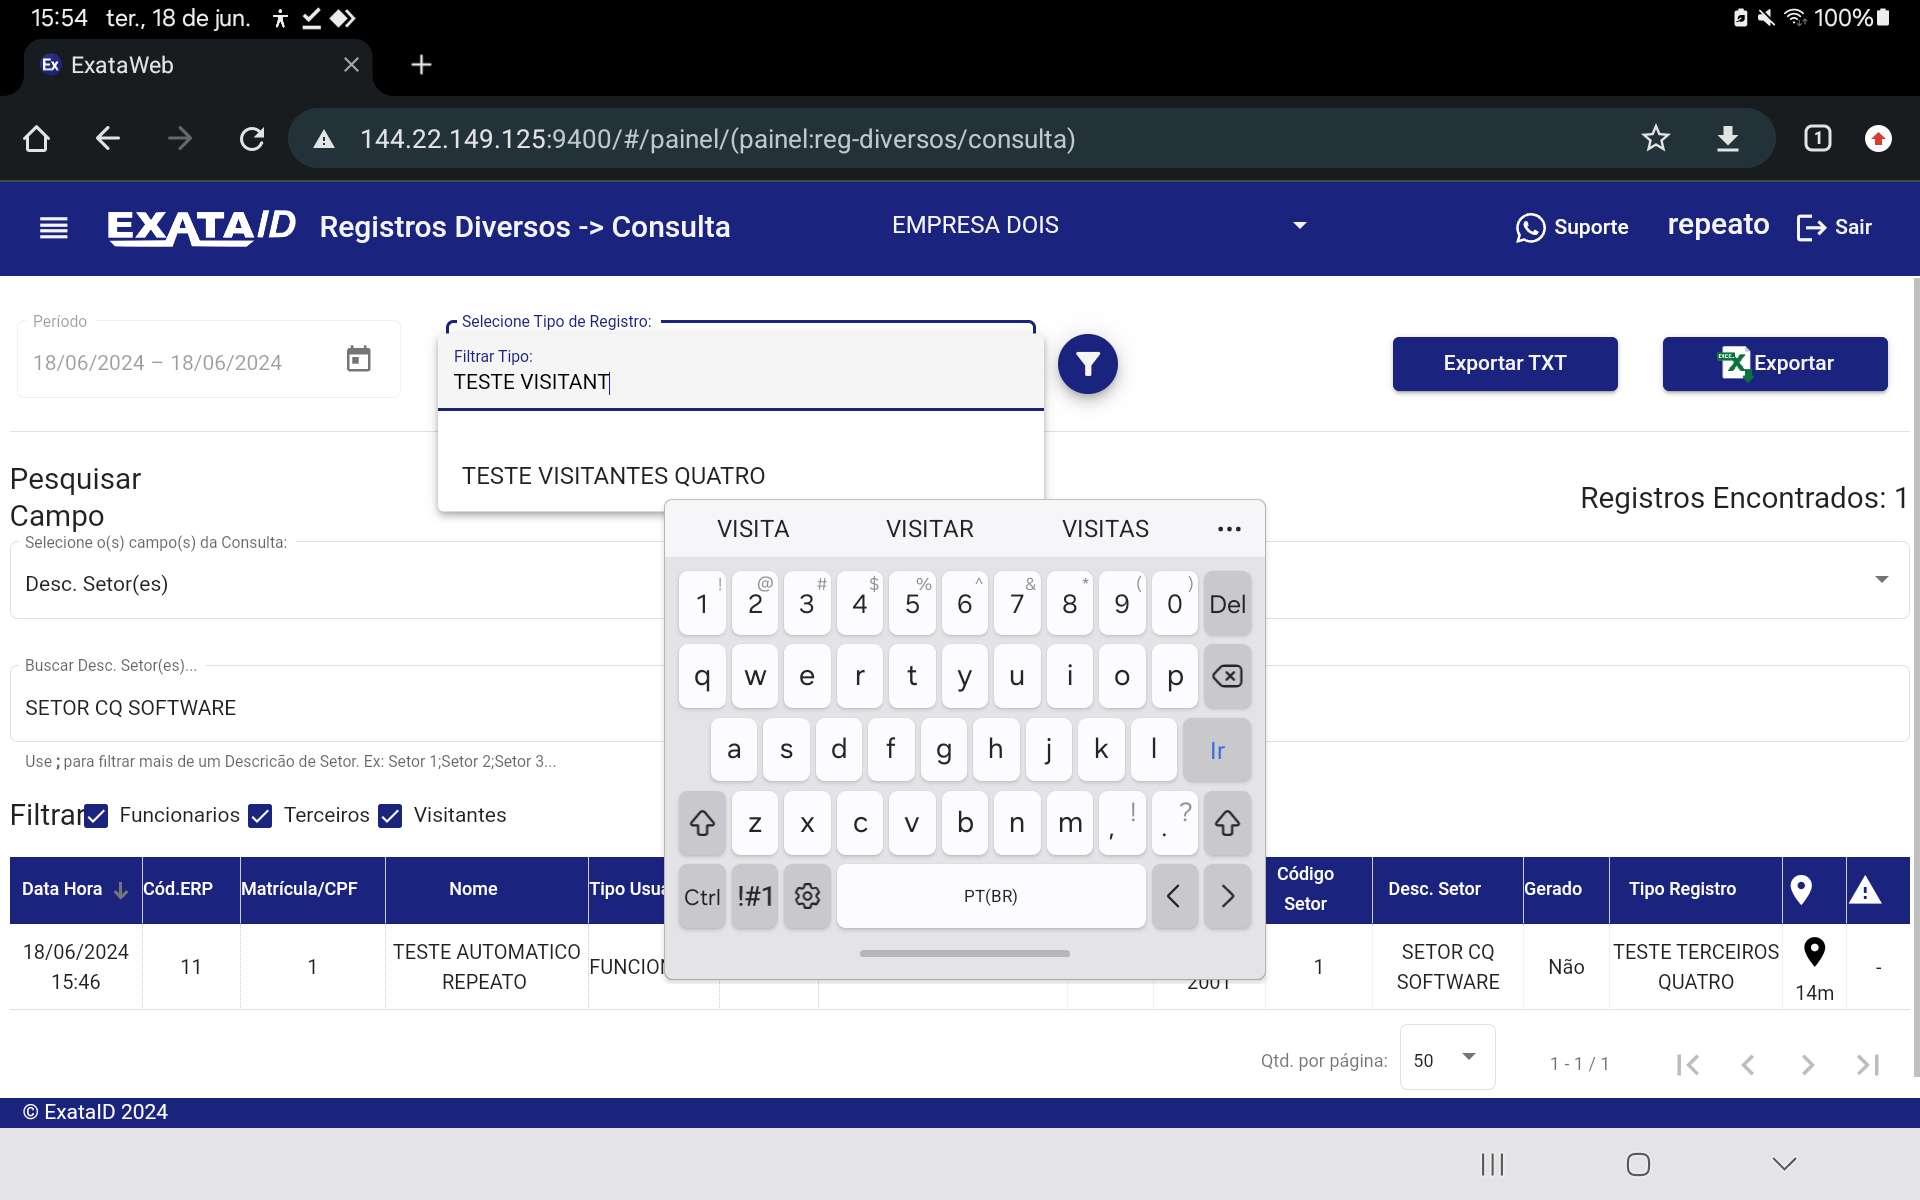 15:54 ter., 18 de jun.
100%
Ex ExataWeb
144.22.149.125:9400/#/painel/(painel:reg-diversos/consulta)
1
EXATA/ID Registros Diversos -> Consulta
EMPRESA DOIS
Suporte
repeato
Sair
Período
18/06/2024 – 18/06/2024
Selecione Tipo de Registro:
Filtrar Tipo:
TESTE VISITANT
TESTE VISITANTES QUATRO
Exportar TXT
Exportar
Pesquisar
Campo
Registros Encontrados: 1
Selecione o(s) campo(s) da Consulta:
Desc. Setor(es)
Buscar Desc. Setor(es)...
SETOR CQ SOFTWARE
Use ; para filtrar mais de um Descricão de Setor. Ex: Setor 1;Setor 2;Setor 3...
Filtrar Funcionarios Terceiros Visitantes
VISITA VISITAR VISITAS ...
! @ # $ % ^ & * ( )
1 2 3 4 5 6 7 8 9 0 Del
q w e r t y u i o p
a s d f g h j k l Ir
z x c v b n m , ! . ?
Ctrl !#1 PT(BR) < >
Data Hora Cód.ERP Matrícula/CPF Nome Tipo Usua Código Setor Desc. Setor Gerado Tipo Registro
18/06/2024 15:46 11 1 TESTE AUTOMATICO REPEATO FUNCION 2001 1 SETOR CQ SOFTWARE Não TESTE TERCEIROS QUATRO 14m -
Qtd. por página: 50 1 - 1 / 1
© ExataID 2024